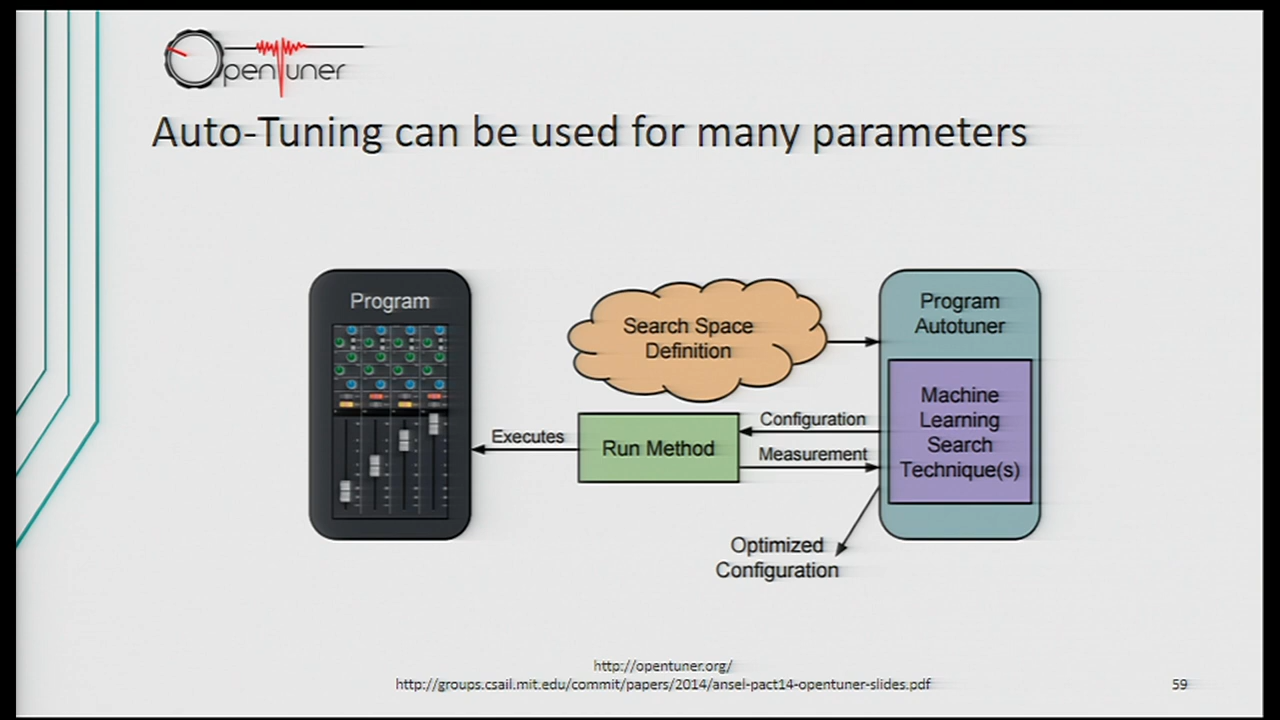 OpenTuner
Auto-Tuning can be used for many parameters
Program
Search Space
Definition
Program
Autotuner
Machine
Learning
Search
Technique(s)
Configuration
Executes
Run Method
Measurement
Optimized
Configuration
http://opentuner.org/
http://groups.csail.mit.edu/commit/papers/2014/ansel-pact14-opentuner-slides.pdf
59